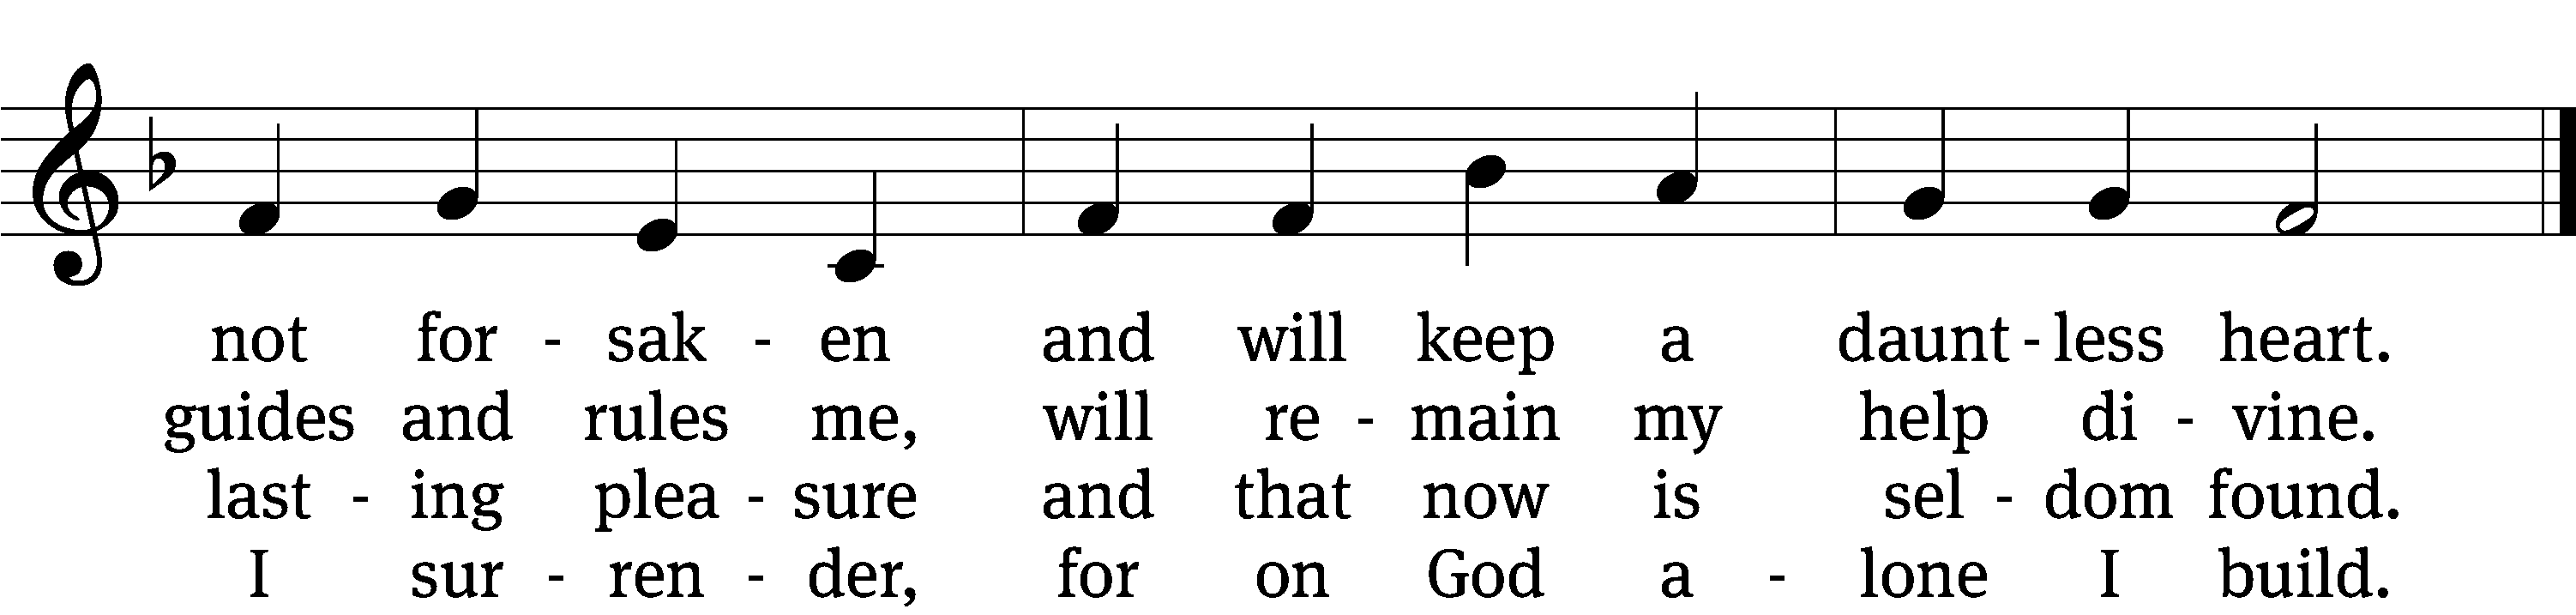 not for - sak - en and will keep a daunt - less heart.
guides and rules me, will re - main my help di - vine.
last - ing plea - sure and that now is sel - dom found.
I sur - ren - der, for on God a - lone I build.